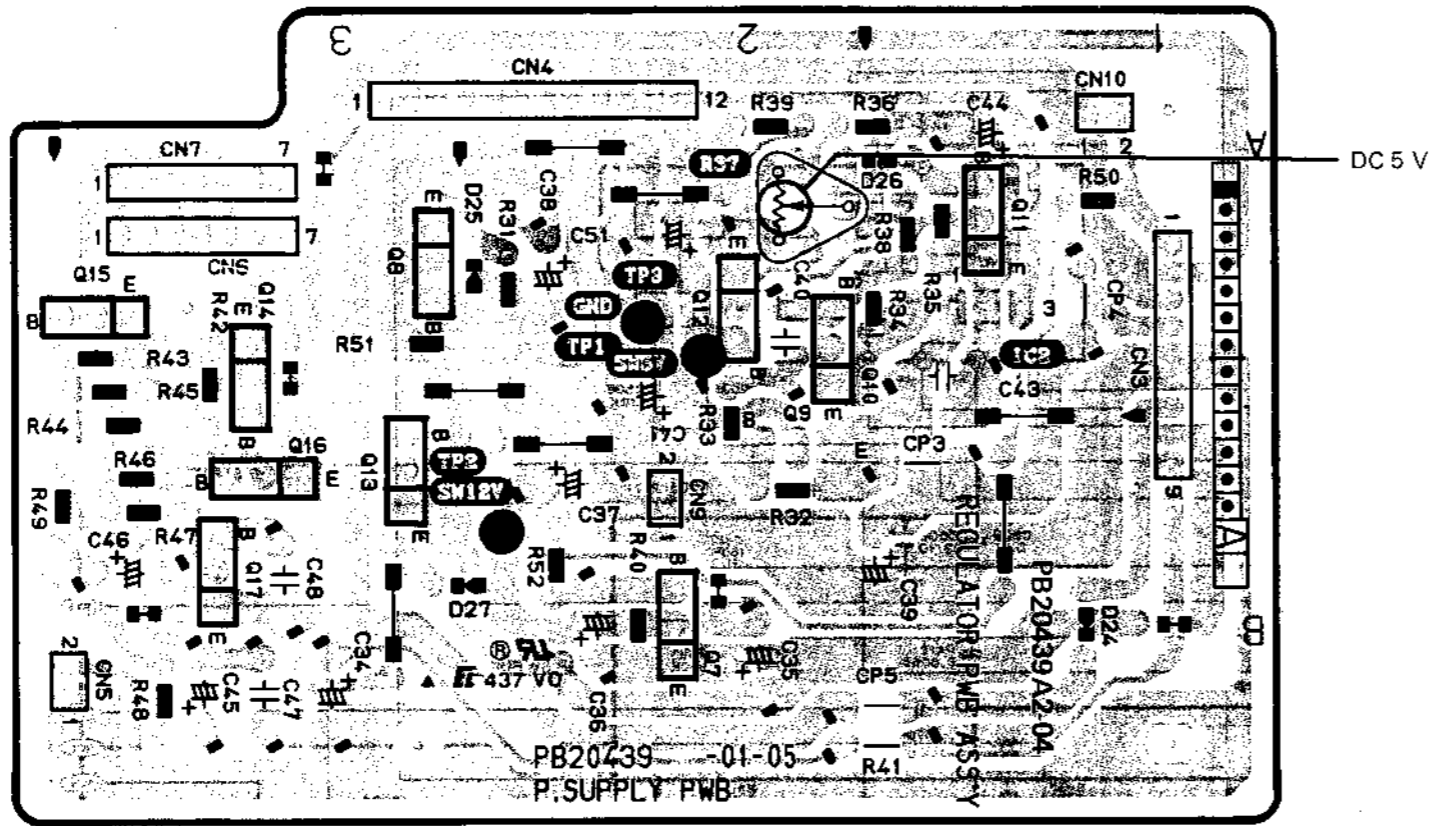 3
2
1
CN4
1
12
CN10
2
A
R39
R36
C44
CN7
7
1
R37
D26
DC 5 V
R50
B
E
D25
R31
C38
C51
R38
Q11
1
1
7
CN6
Q15
E
B
R42
Q14
E
Q8
B
TP3
GND
TP1
SW5V
E
Q12
C40
B
R34
R35
E
3
CP4
IC2
CN3
R43
R45
R51
R44
B
Q16
C41
R33
B
Q9
Q10
E
C43
R46
B
E
Q13
B
TP2
SW12V
2
CN9
CP3
E
9
R49
R47
B
C46
Q17
C48
E
C37
R32
E
R52
R40
1
B
D27
C39
REGULATOR PWB ASS'Y
PB20439A2-04
D24
A
B
2
CN5
1
R48
C45
C47
C34
® 
437 VO
C36
Q7
E
C35
CP5
R41
PB20439 -01-05
P.SUPPLY PWB